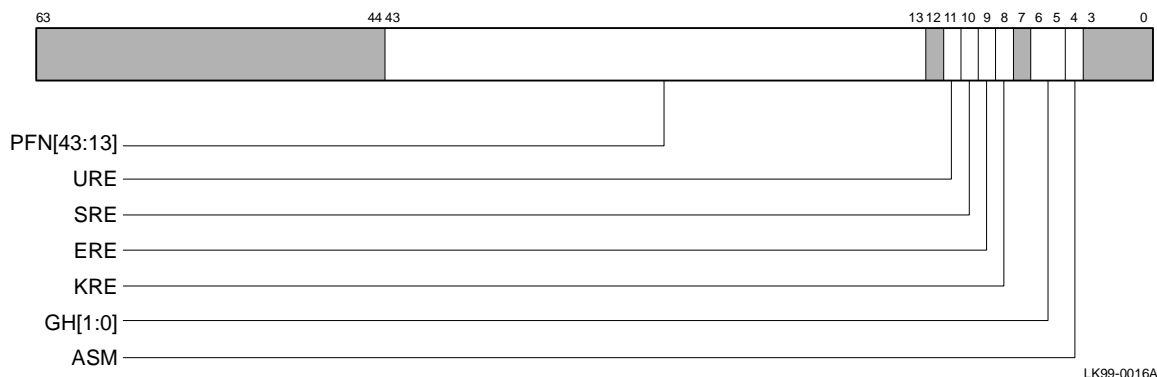 63 44 43 13 12 11 10 9 8 7 6 5 4 3 0
PFN[43:13]
URE
SRE
ERE
KRE
GH[1:0]
ASM
LK99-0016A